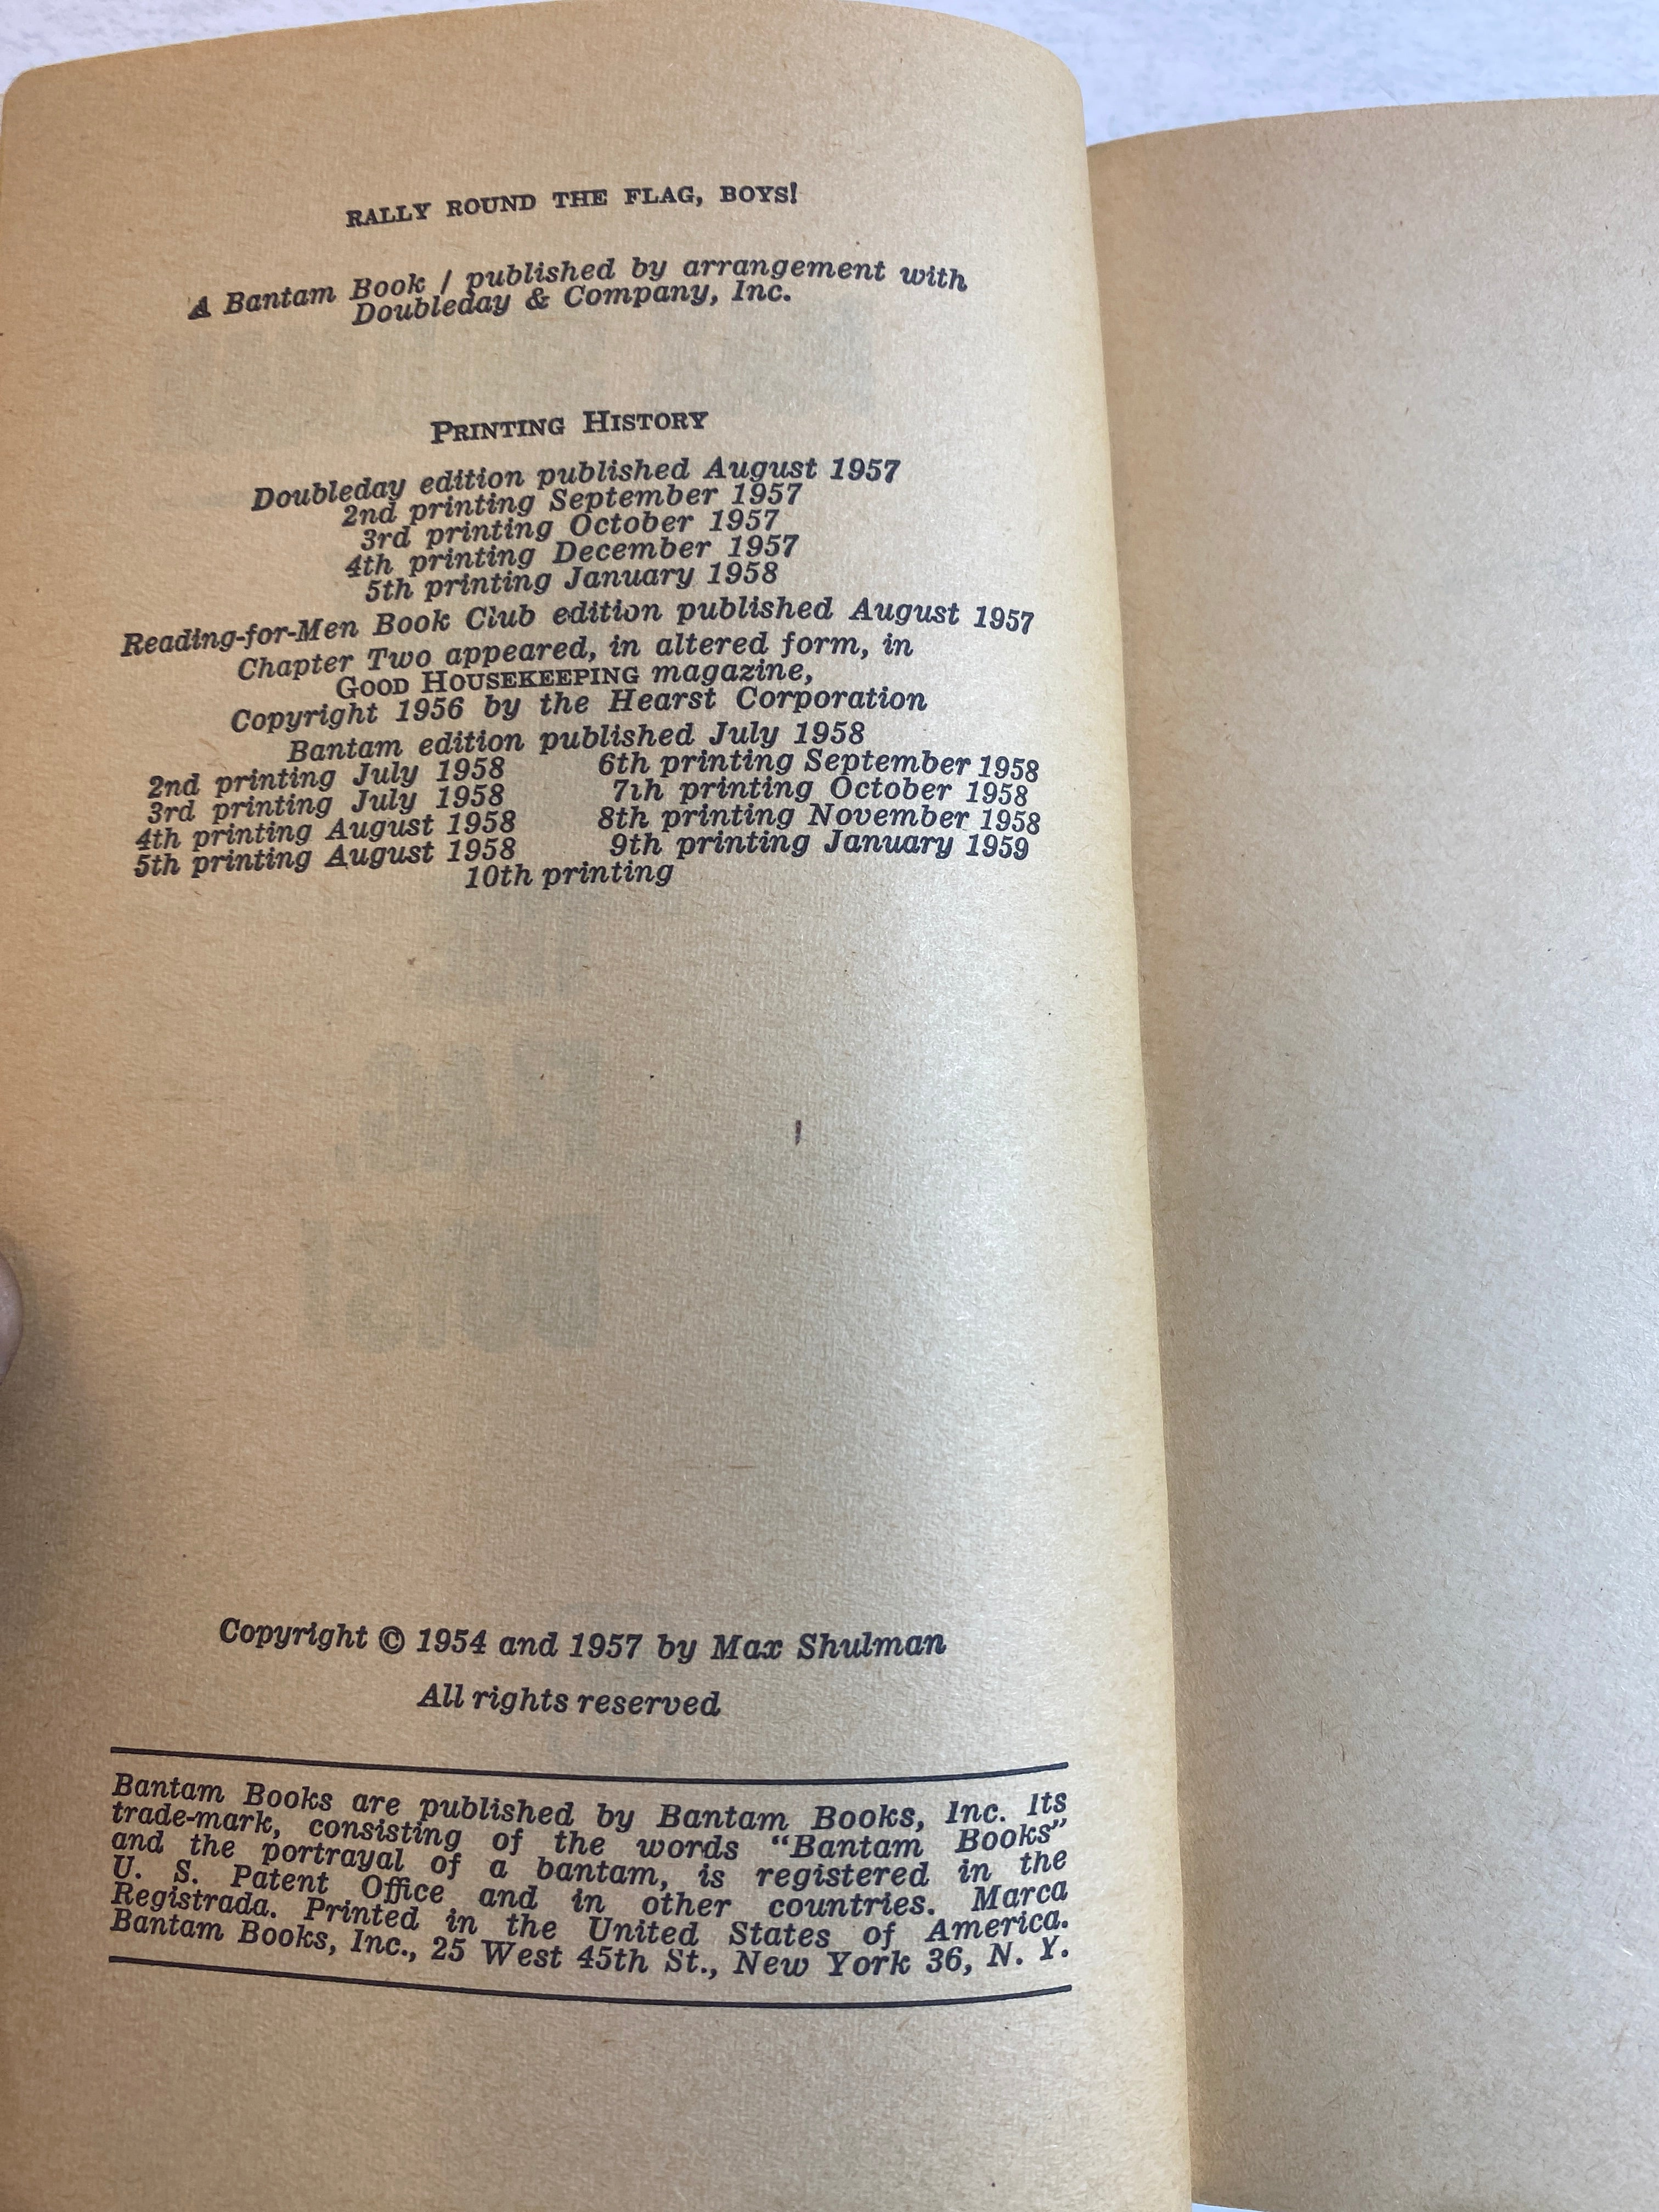 RALLY ROUND THE FLAG, BOYS!
A Bantam Book / published by arrangement with
Doubleday & Company, Inc.
PRINTING HISTORY
Doubleday edition published August 1957
2nd printing September 1957
3rd printing October 1957
4th printing December 1957
5th printing January 1958
Reading-for-Men Book Club edition published August 1957
Chapter Two appeared, in altered form, in
GOOD HOUSEKEEPING magazine,
Copyright 1956 by the Hearst Corporation
Bantam edition published July 1958
2nd printing July 1958 6th printing September 1958
3rd printing July 1958 7th printing October 1958
4th printing August 1958 8th printing November 1958
5th printing August 1958 9th printing January 1959
10th printing
Copyright © 1954 and 1957 by Max Shulman
All rights reserved
Bantam Books are published by Bantam Books, Inc. Its
trade-mark, consisting of the words “Bantam Books”
and the portrayal of a bantam, is registered in the
U. S. Patent Office and in other countries. Marca
Registrada. Printed in the United States of America.
Bantam Books, Inc., 25 West 45th St., New York 36, N. Y.